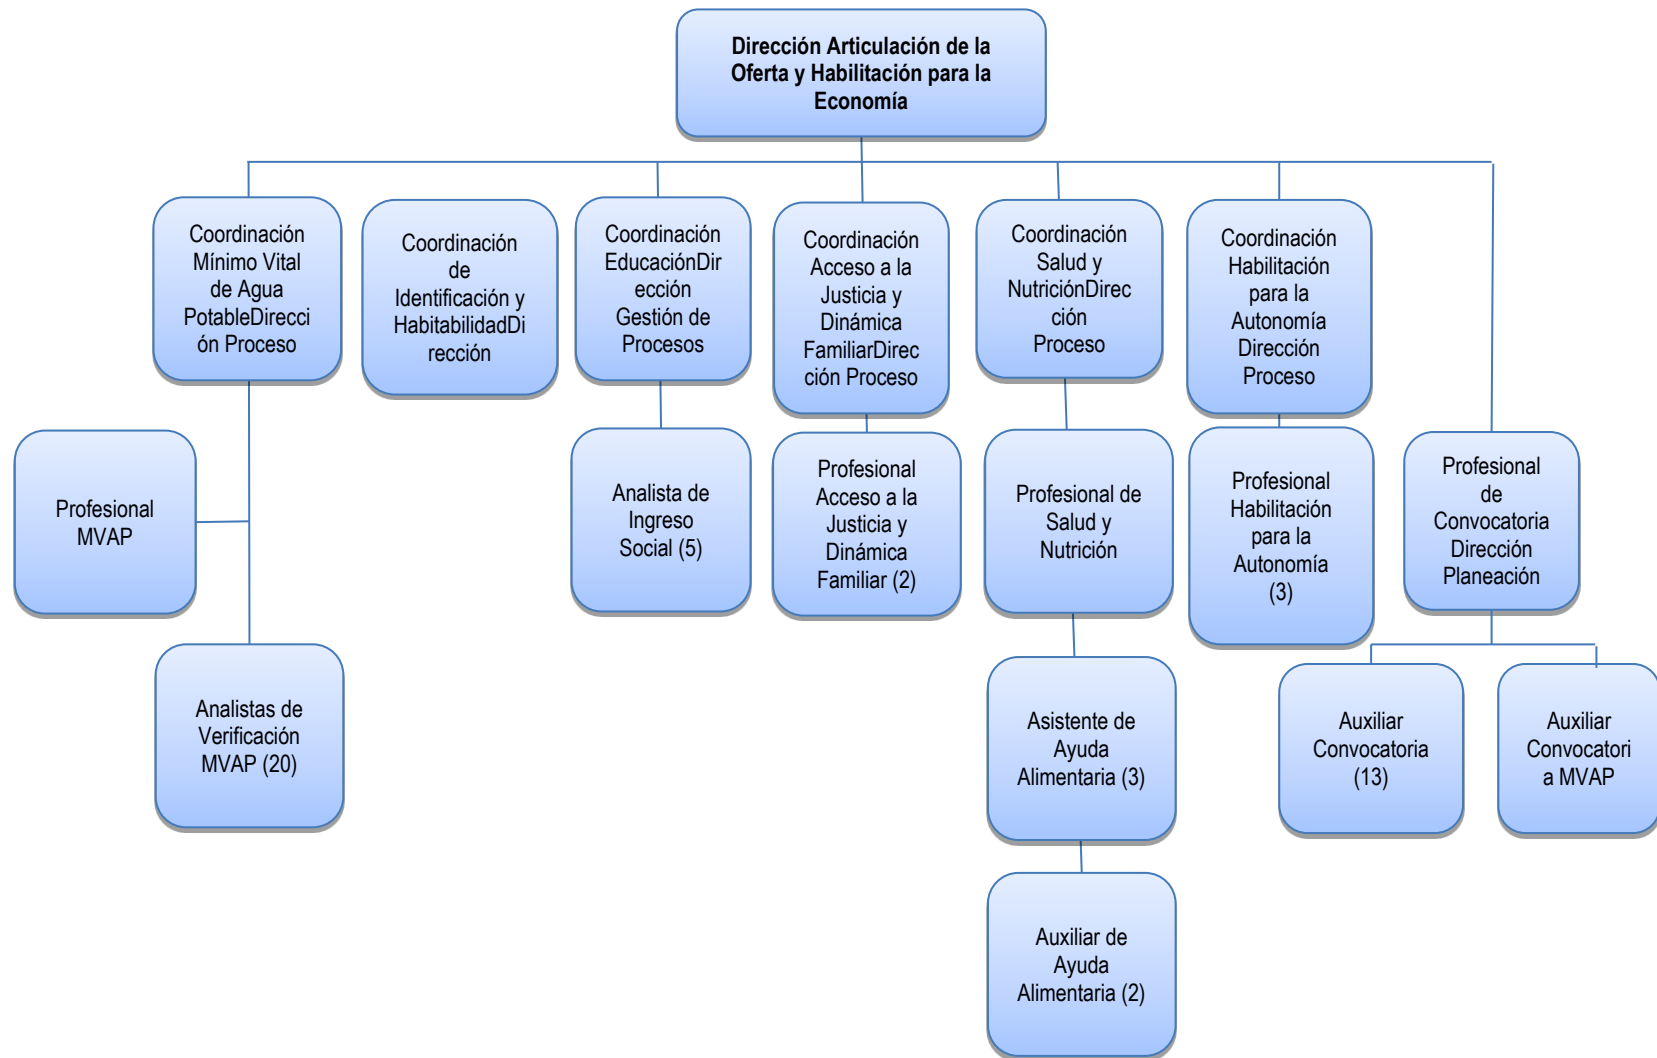 Dirección Articulación de la
Oferta y Habilitación para la
Economía
Coordinación
Mínimo Vital
de Agua
PotableDirecci
ón Proceso
Coordinación
de
Identificación y
HabitabilidadDi
rección
Coordinación
EducaciónDir
ección
Gestión de
Procesos
Coordinación
Acceso a la
Justicia y
Dinámica
FamiliarDirec
ción Proceso
Coordinación
Salud y
NutriciónDirec
ción
Proceso
Coordinación
Habilitación
para la
Autonomía
Dirección
Proceso
Profesional
MVAP
Analista de
Ingreso
Social (5)
Profesional
Acceso a la
Justicia y
Dinámica
Familiar (2)
Profesional de
Salud y
Nutrición
Profesional
Habilitación
para la
Autonomía
(3)
Profesional
de
Convocatoria
Dirección
Planeación
Analistas de
Verificación
MVAP (20)
Asistente de
Ayuda
Alimentaria (3)
Auxiliar
Convocatoria
(13)
Auxiliar
Convocatori
a MVAP
Auxiliar de
Ayuda
Alimentaria (2)